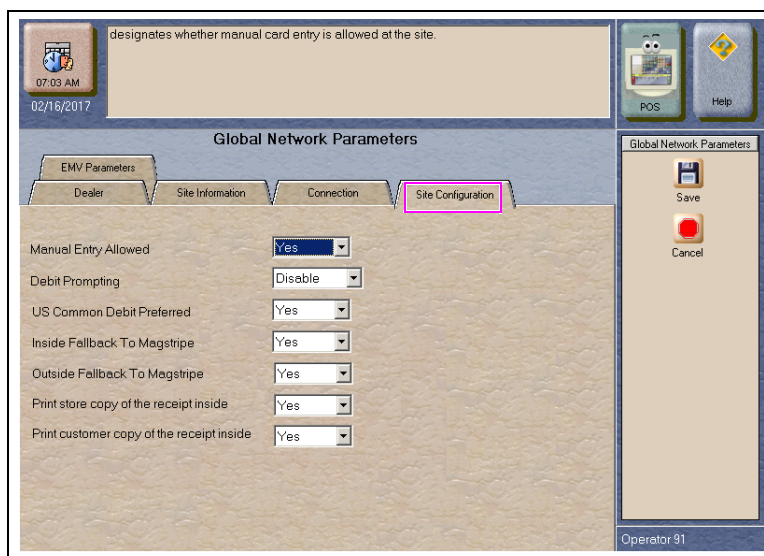 designates whether manual card entry is allowed at the site.
07:03 AM
02/16/2017
POS
Help
Global Network Parameters
EMV Parameters
Dealer
Site Information
Connection
Site Configuration
Manual Entry Allowed
Yes
Debit Prompting
Disable
US Common Debit Preferred
Yes
Inside Fallback To Magstripe
Yes
Outside Fallback To Magstripe
Yes
Print store copy of the receipt inside
Yes
Print customer copy of the receipt inside
Yes
Global Network Parameters
Save
Cancel
Operator 91